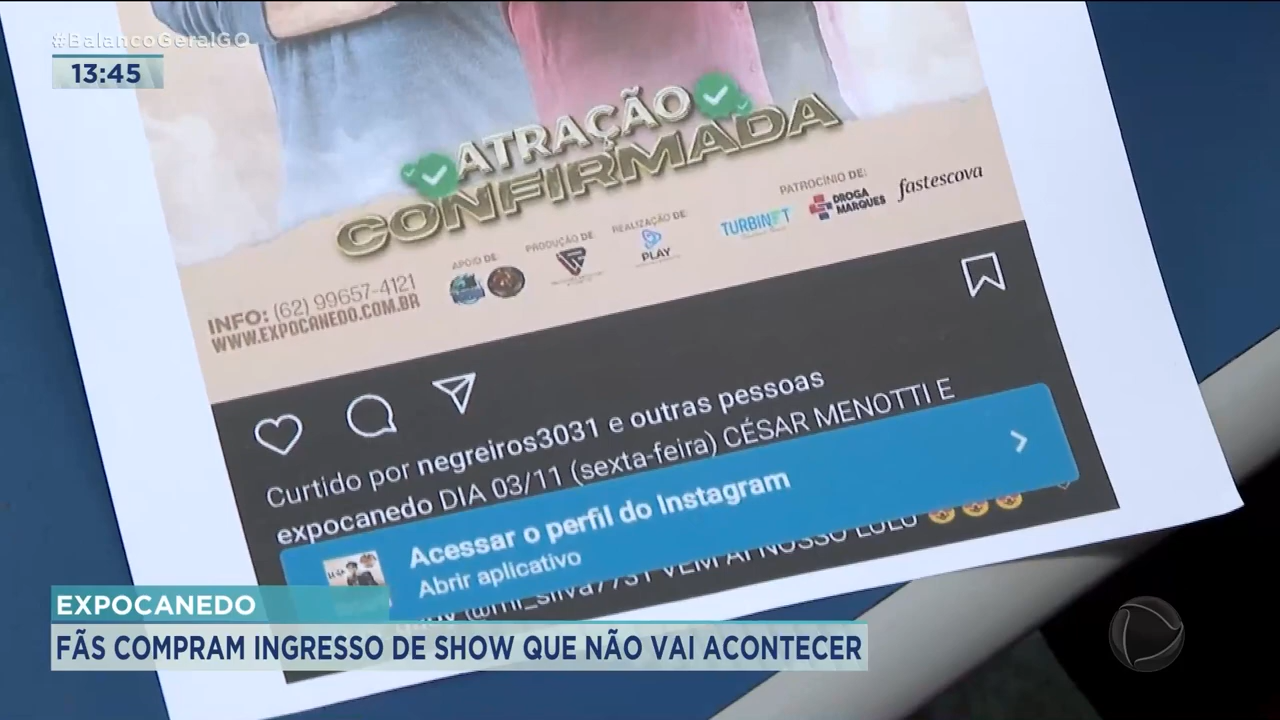 #BalancoGeralGO
13:45
ATRAÇÃO
CONFIRMADA
INFO: (62) 99657-4121
WWW.EXPOCANEDO.COM.BR
APOIO DE:
PRODUÇÃO DE:
REALIZAÇÃO DE:
PLAY
PATROCÍNIO DE:
TURBINET
DROGA
MARQUES
fastescova
Curtido por negreiros3031 e outras pessoas
expocanedo DIA 03/11 (sexta-feira) CÉSAR MENOTTI E
Acessar o perfil do Instagram
Abrir aplicativo
VEM AÍ NOSSO LULU
EXPOCANEDO
FÃS COMPRAM INGRESSO DE SHOW QUE NÃO VAI ACONTECER